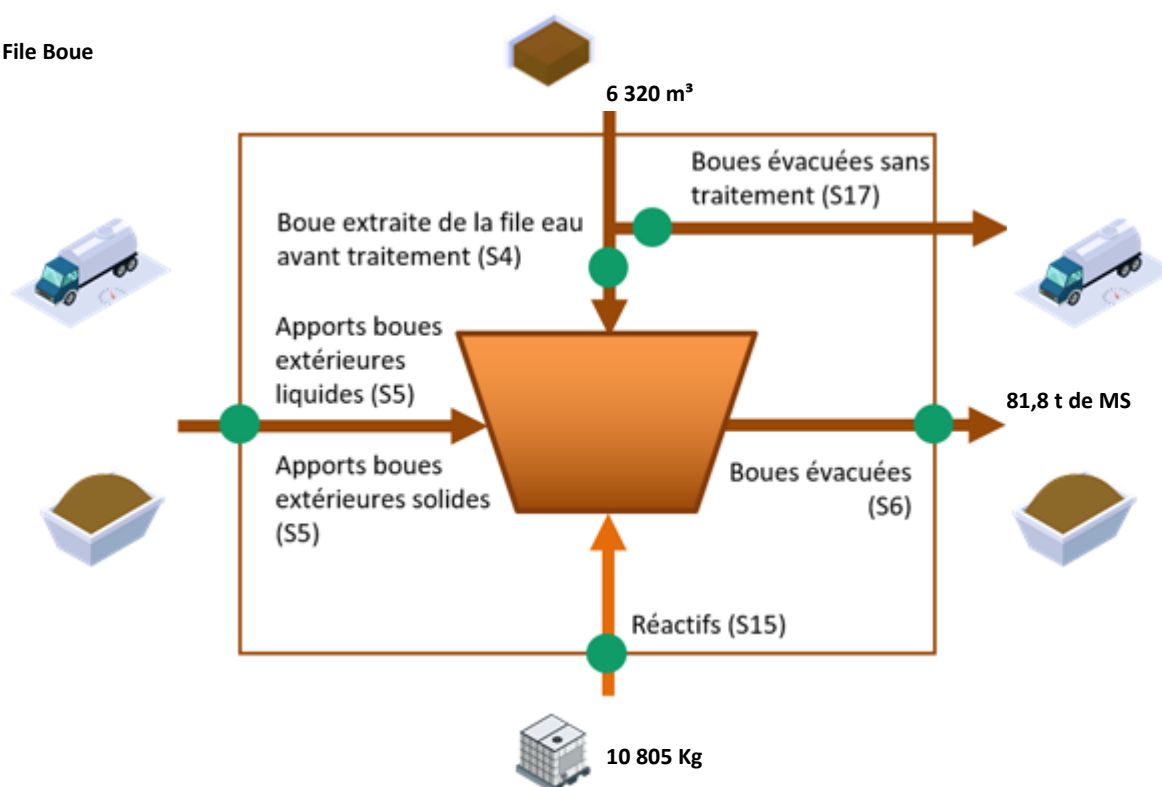 File Boue
6 320 m³
Boues évacuées sans
traitement (S17)
Boue extraite de la file eau
avant traitement (S4)
Apports boues
extérieures
liquides (S5)
81,8 t de MS
Apports boues
extérieures solides
(S5)
Boues évacuées
(S6)
Réactifs (S15)
10 805 Kg